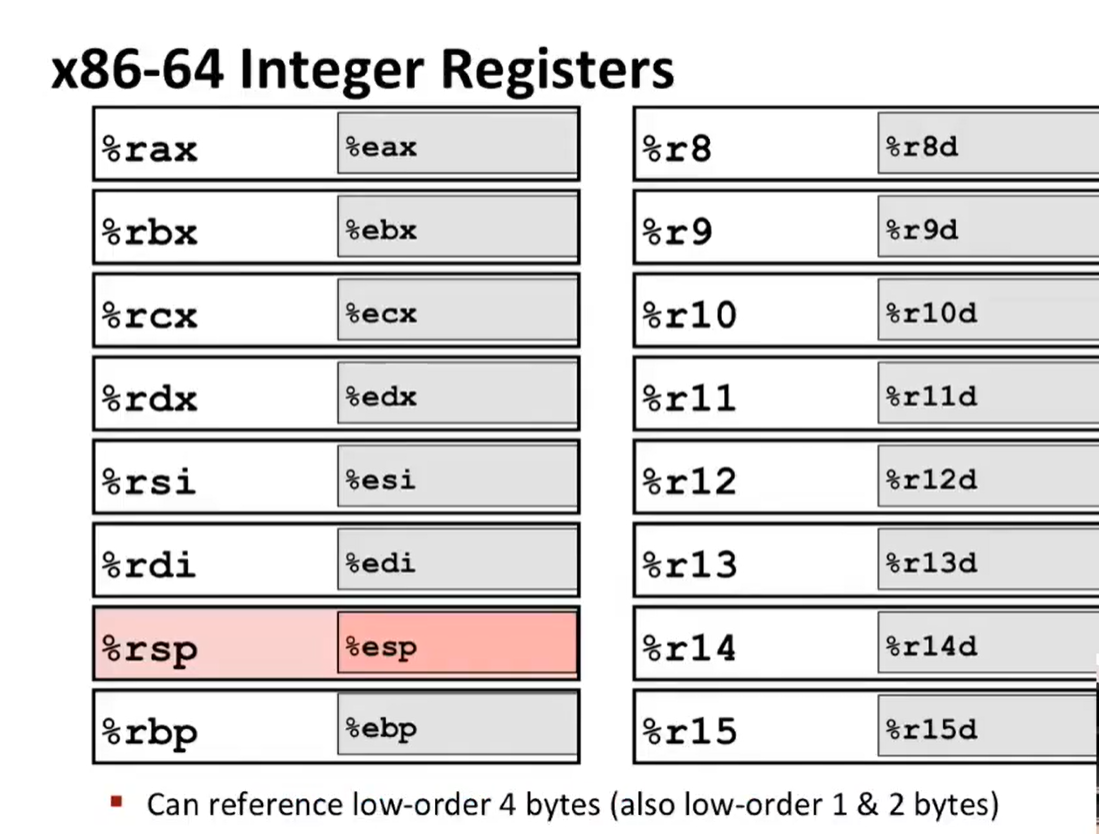 x86-64 Integer Registers
%rax %eax %r8 %r8d
%rbx %ebx %r9 %r9d
%rcx %ecx %r10 %r10d
%rdx %edx %r11 %r11d
%rsi %esi %r12 %r12d
%rdi %edi %r13 %r13d
%rsp %esp %r14 %r14d
%rbp %ebp %r15 %r15d
▪ Can reference low-order 4 bytes (also low-order 1 & 2 bytes)